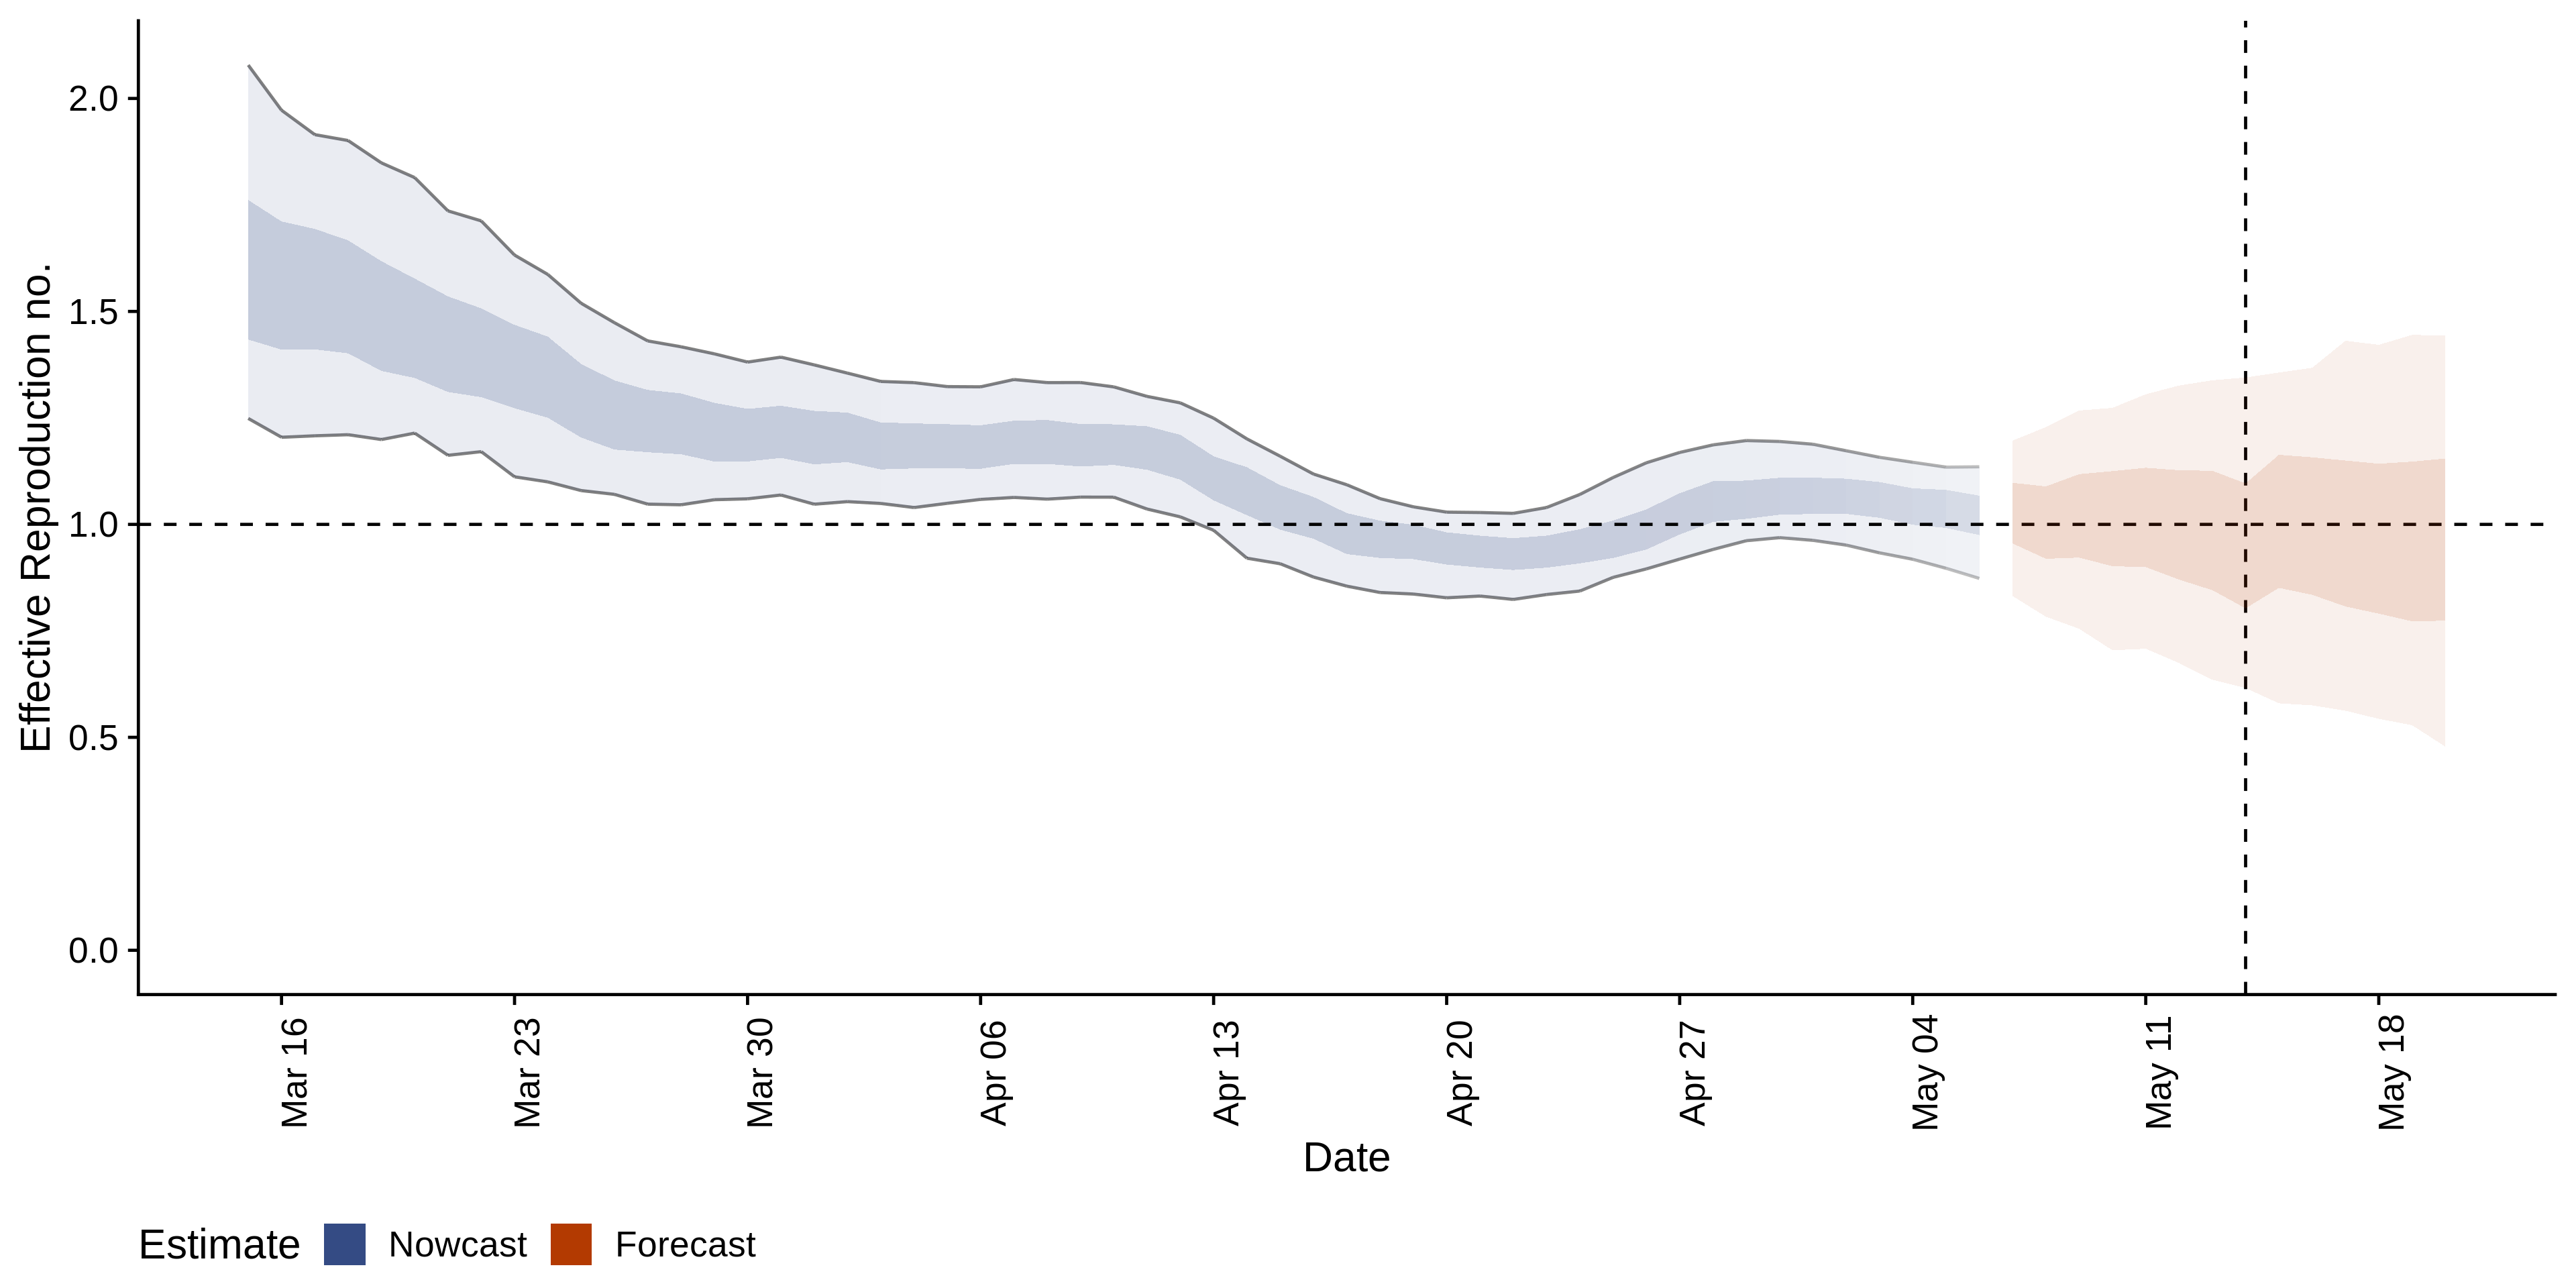 Effective Reproduction no.
2.0
1.5
1.0
0.5
0.0
Mar 16
Mar 23
Mar 30
Apr 06
Apr 13
Apr 20
Apr 27
May 04
May 11
May 18
Date
Estimate Nowcast Forecast